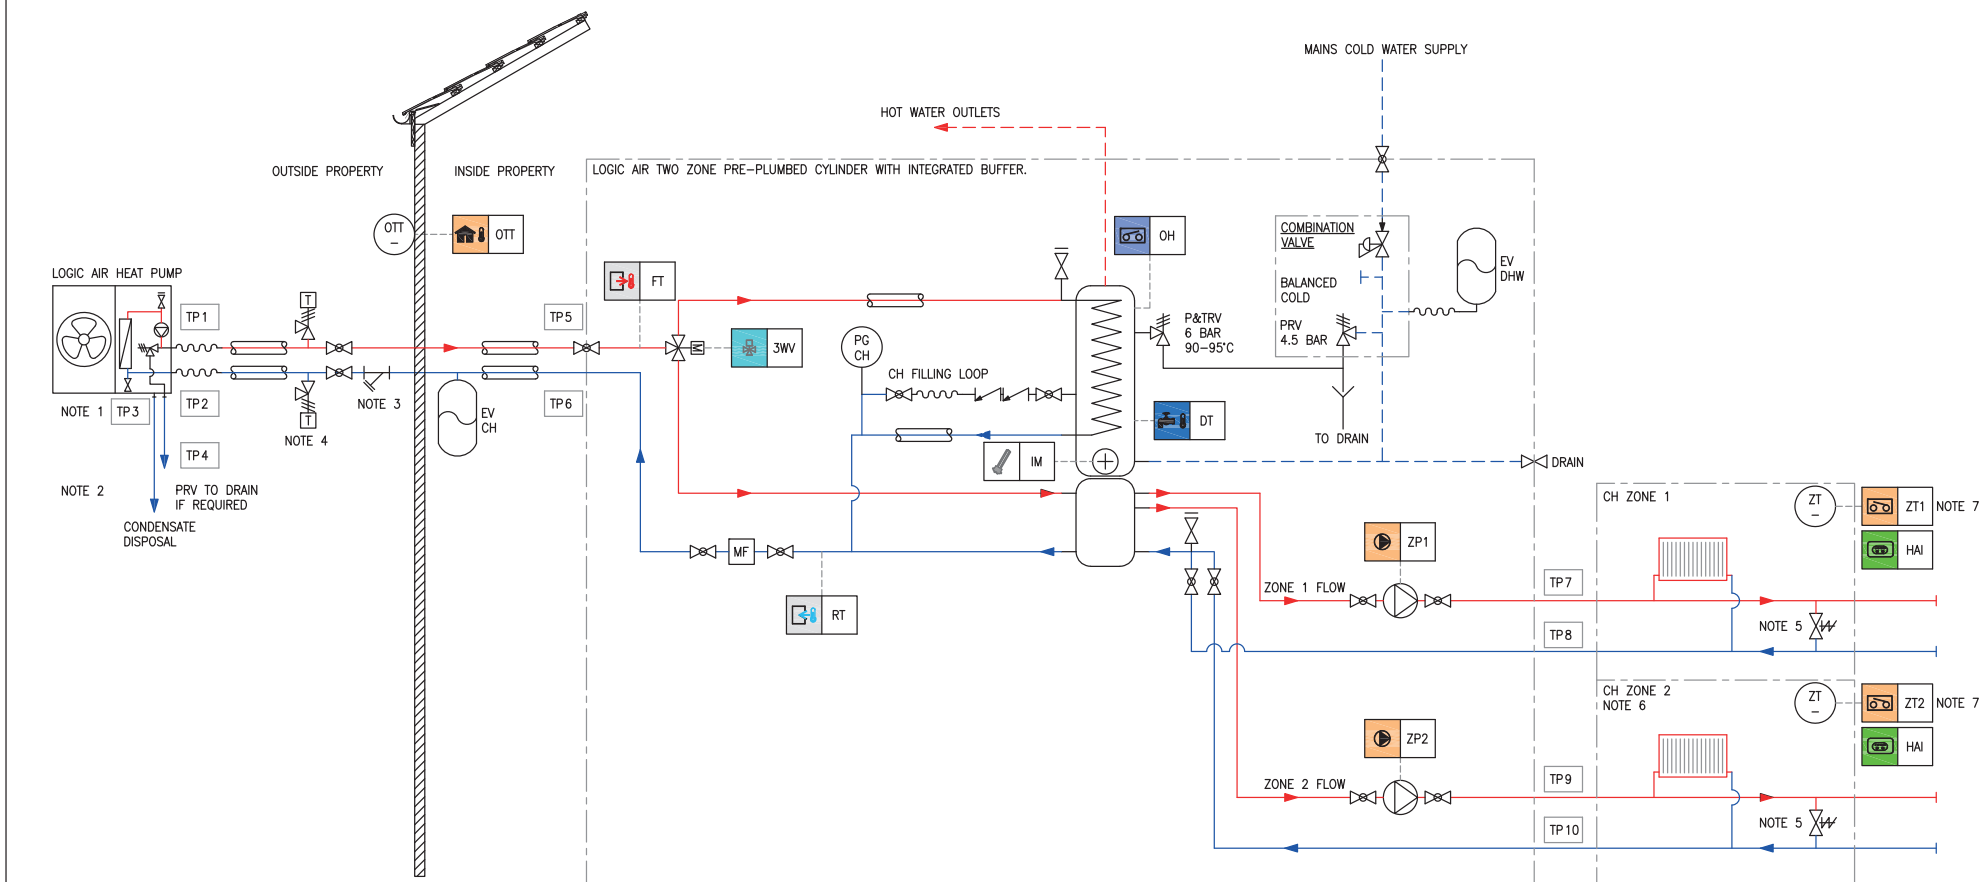 MAINS COLD WATER SUPPLY
HOT WATER OUTLETS
OUTSIDE PROPERTY
INSIDE PROPERTY
LOGIC AIR TWO ZONE PRE-PLUMBED CYLINDER WITH INTEGRATED BUFFER.
OTT
–
OTT
OH
COMBINATION
VALVE
EV
DHW
LOGIC AIR HEAT PUMP
FT
BALANCED
COLD
T
TP1
TP5
P&TRV
6 BAR
90-95°C
PRV
4.5 BAR
M
3WV
PG
CH
CH FILLING LOOP
NOTE 1
TP3
TP2
NOTE 3
TP6
EV
CH
T
NOTE 4
DT
TO DRAIN
TP4
IM
DRAIN
NOTE 2
PRV TO DRAIN
IF REQUIRED
CONDENSATE
DISPOSAL
CH ZONE 1
ZT
–
ZT1
NOTE 7
MF
ZP1
HAI
ZONE 1 FLOW
TP7
RT
NOTE 5
TP8
CH ZONE 2
NOTE 6
ZT
–
ZT2
NOTE 7
ZP2
HAI
ZONE 2 FLOW
TP9
NOTE 5
TP10